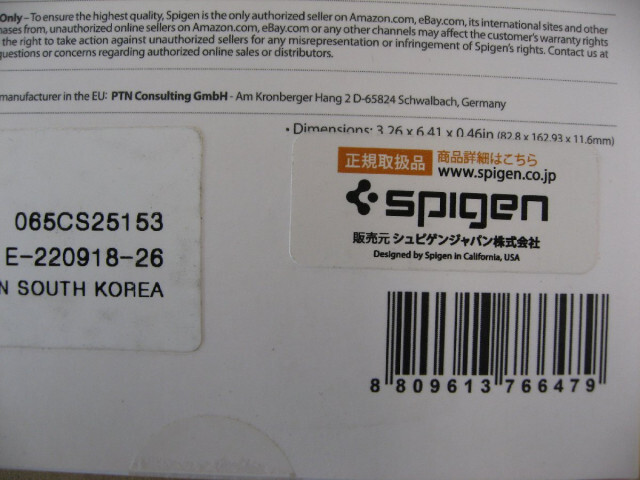 Only – To ensure the highest quality, Spigen is the only authorized seller on Amazon.com, eBay.com, its international sites and other
hases from, unauthorized online sellers on Amazon.com, eBay.com or any other channels may affect the customer's warranty rights
the right to take action against unauthorized sellers for any misrepresentation or infringement of Spigen's rights. Contact us at
questions or concerns regarding authorized online sales or distributors.
manufacturer in the EU: PTN Consulting GmbH - Am Kronberger Hang 2 D-65824 Schwalbach, Germany
• Dimensions: 3.26 x 6.41 x 0.46in (82.8 x 162.93 x 11.6mm)
正規取扱品 商品詳細はこちら
www.spigen.co.jp
spigen
販売元 シュピゲンジャパン株式会社
Designed by Spigen in California, USA
065CS25153
E-220918-26
N SOUTH KOREA
8 809613 766479